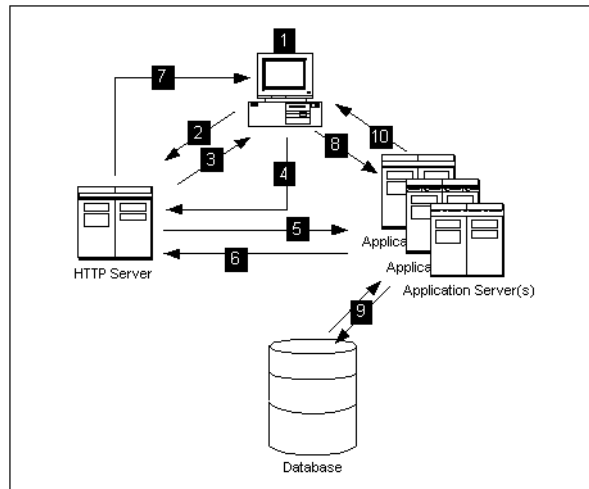 1
7
2
3
10
8
4
5
6
HTTP Server
Applica
Applica
Application Server(s)
9
Database